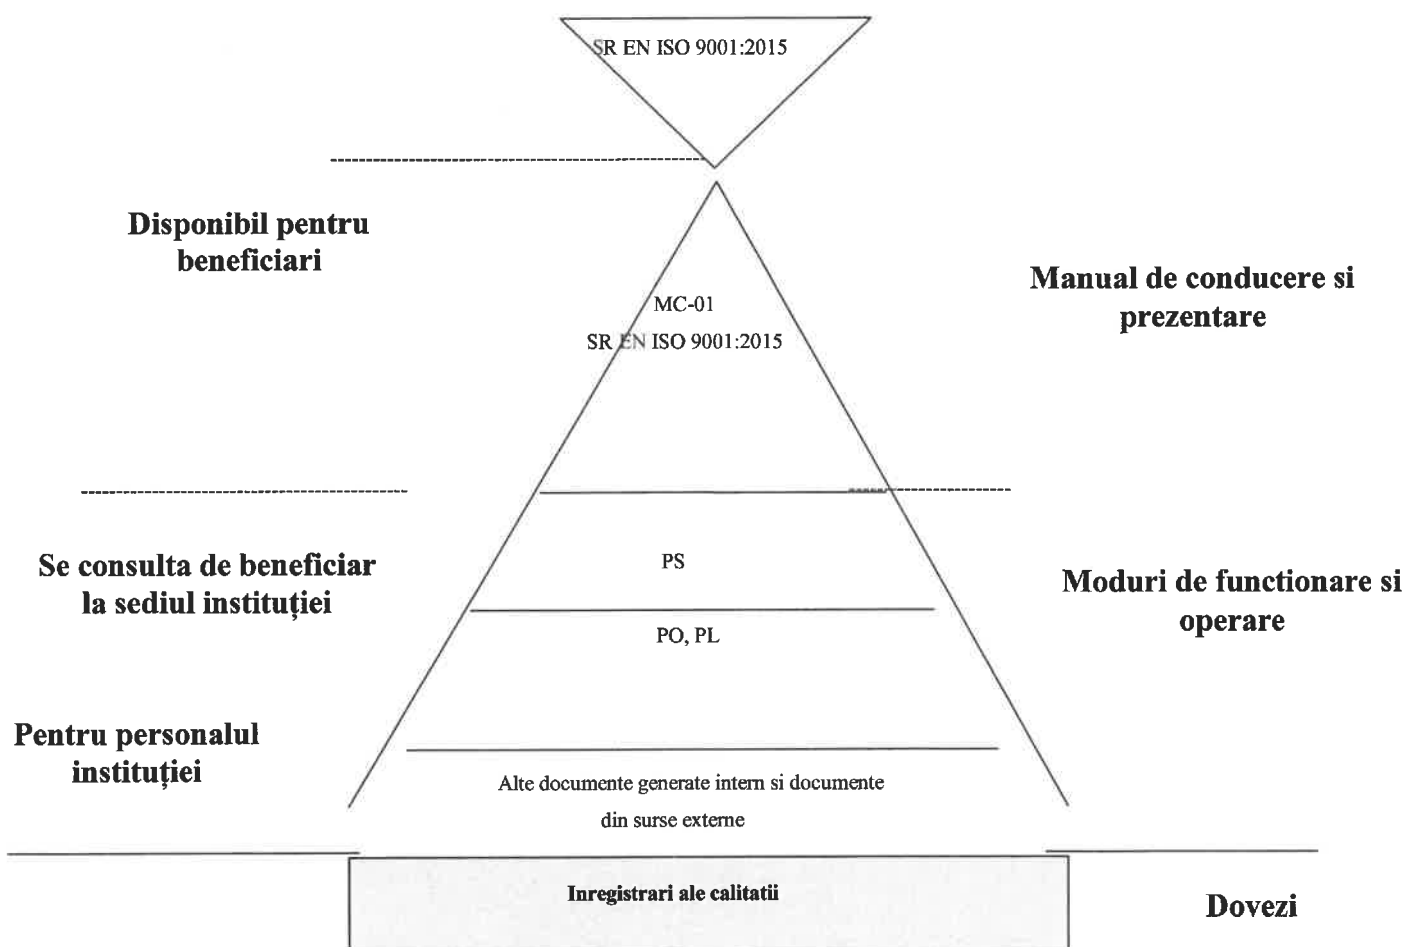 SR EN ISO 9001:2015
Disponibil pentru
beneficiari
Manual de conducere si
prezentare
MC-01
SR EN ISO 9001:2015
Se consulta de beneficiar
la sediul instituției
PS
Moduri de functionare si
operare
PO, PL
Pentru personalul
instituției
Alte documente generate intern si documente
din surse externe
Inregistrari ale calitatii
Dovezi